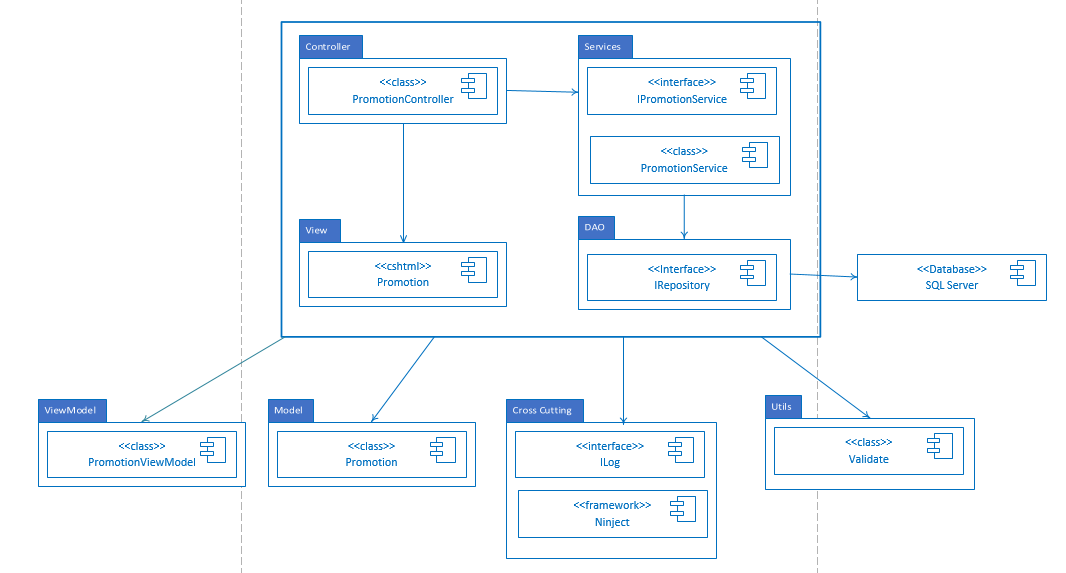 Controller
<<class>>
PromotionController
Services
<<interface>>
IPromotionService
<<class>>
PromotionService
View
<<cshtml>>
Promotion
DAO
<<Interface>>
IRepository
<<Database>>
SQL Server
ViewModel
<<class>>
PromotionViewModel
Model
<<class>>
Promotion
Cross Cutting
<<interface>>
ILog
<<framework>>
Ninject
Utils
<<class>>
Validate